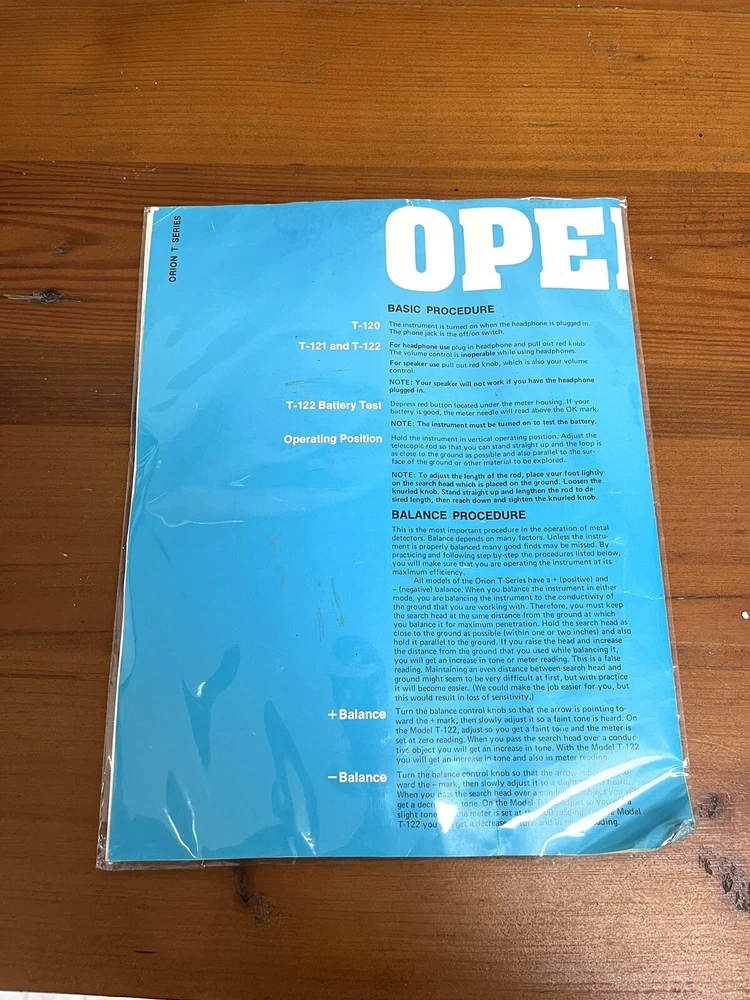 ORION T SERIES
OPE
BASIC PROCEDURE
T-120 The instrument is turned on when the headphone is plugged in.
The phone jack is the off/on switch.
T-121 and T-122 For headphone use plug in headphone and pull out red knob.
The volume control is inoperable while using headphones.
For speaker use pull out red knob, which is also your volume
control.
NOTE: Your speaker will not work if you have the headphone
plugged in.
T-122 Battery Test Depress red button located under the meter housing. If your
battery is good, the meter needle will read above the OK mark.
NOTE: The instrument must be turned on to test the battery.
Operating Position Hold the instrument in vertical operating position. Adjust the
telescopic rod so that you can stand straight up and the loop is
as close to the ground as possible and also parallel to the sur-
face of the ground or other material to be explored.
NOTE: To adjust the length of the rod, place your foot lightly
on the search head which is placed on the ground. Loosen the
knurled knob. Stand straight up and lengthen the rod to de-
sired length, then reach down and tighten the knurled knob.
BALANCE PROCEDURE
This is the most important procedure in the operation of metal
detectors. Balance depends on many factors. Unless the instru-
ment is properly balanced many good finds may be missed. By
practicing and following step-by-step the procedures listed below,
you will make sure that you are operating the instrument at its
maximum efficiency.
All models of the Orion T-Series have a + (positive) and
– (negative) balance. When you balance the instrument in either
mode, you are balancing the instrument to the conductivity of
the ground that you are working with. Therefore, you must keep
the search head at the same distance from the ground at which
you balance it for maximum penetration. Hold the search head as
close to the ground as possible (within one or two inches) and also
hold it parallel to the ground. If you raise the head and increase
the distance from the ground that you used while balancing it,
you will get an increase in tone or meter reading. This is a false
reading. Maintaining an even distance between search head and
ground might seem to be very difficult at first, but with practice
it will become easier. (We could make the job easier for you, but
this would result in loss of sensitivity.)
+Balance Turn the balance control knob so that the arrow is pointing to-
ward the + mark, then slowly adjust it so a faint tone is heard. On
the Model T-122, adjust so you get a faint tone and the meter is
set at zero reading. When you pass the search head over a conduc-
tive object you will get an increase in tone. With the Model T-122
you will get an increase in tone and also in meter reading.
–Balance Turn the balance control knob so that the arrow is
ward the – mark, then slowly adjust it so a slight heard.
When you pass the search head over a object you
get a tone. On the Model adjust so you
slight tone the meter is set at reading. Model
T-122 you get a decrease tone and in reading.